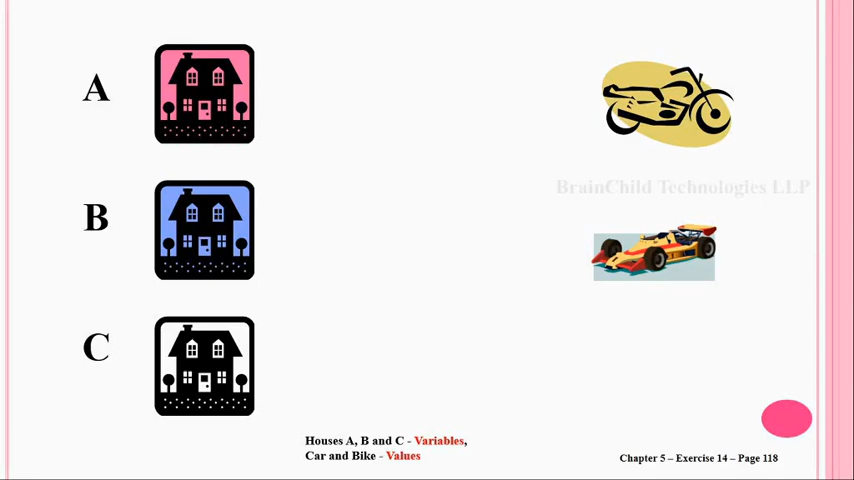 A
BrainChild Technologies LLP
B
C
Houses A, B and C - Variables,
Car and Bike - Values
Chapter 5 – Exercise 14 – Page 118